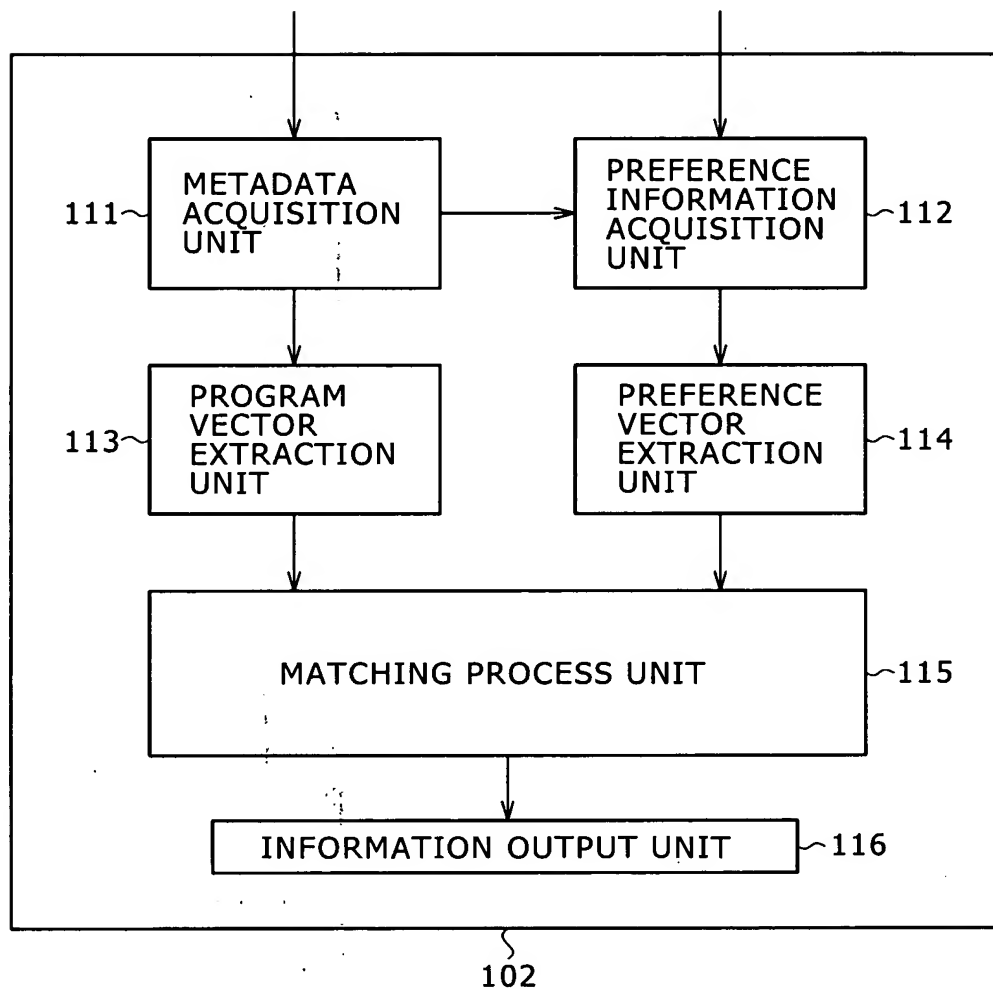 METADATA
ACQUISITION
UNIT
111
PREFERENCE
INFORMATION
ACQUISITION
UNIT
112
PROGRAM
VECTOR
EXTRACTION
UNIT
113
PREFERENCE
VECTOR
EXTRACTION
UNIT
114
MATCHING PROCESS UNIT
115
INFORMATION OUTPUT UNIT
116
102